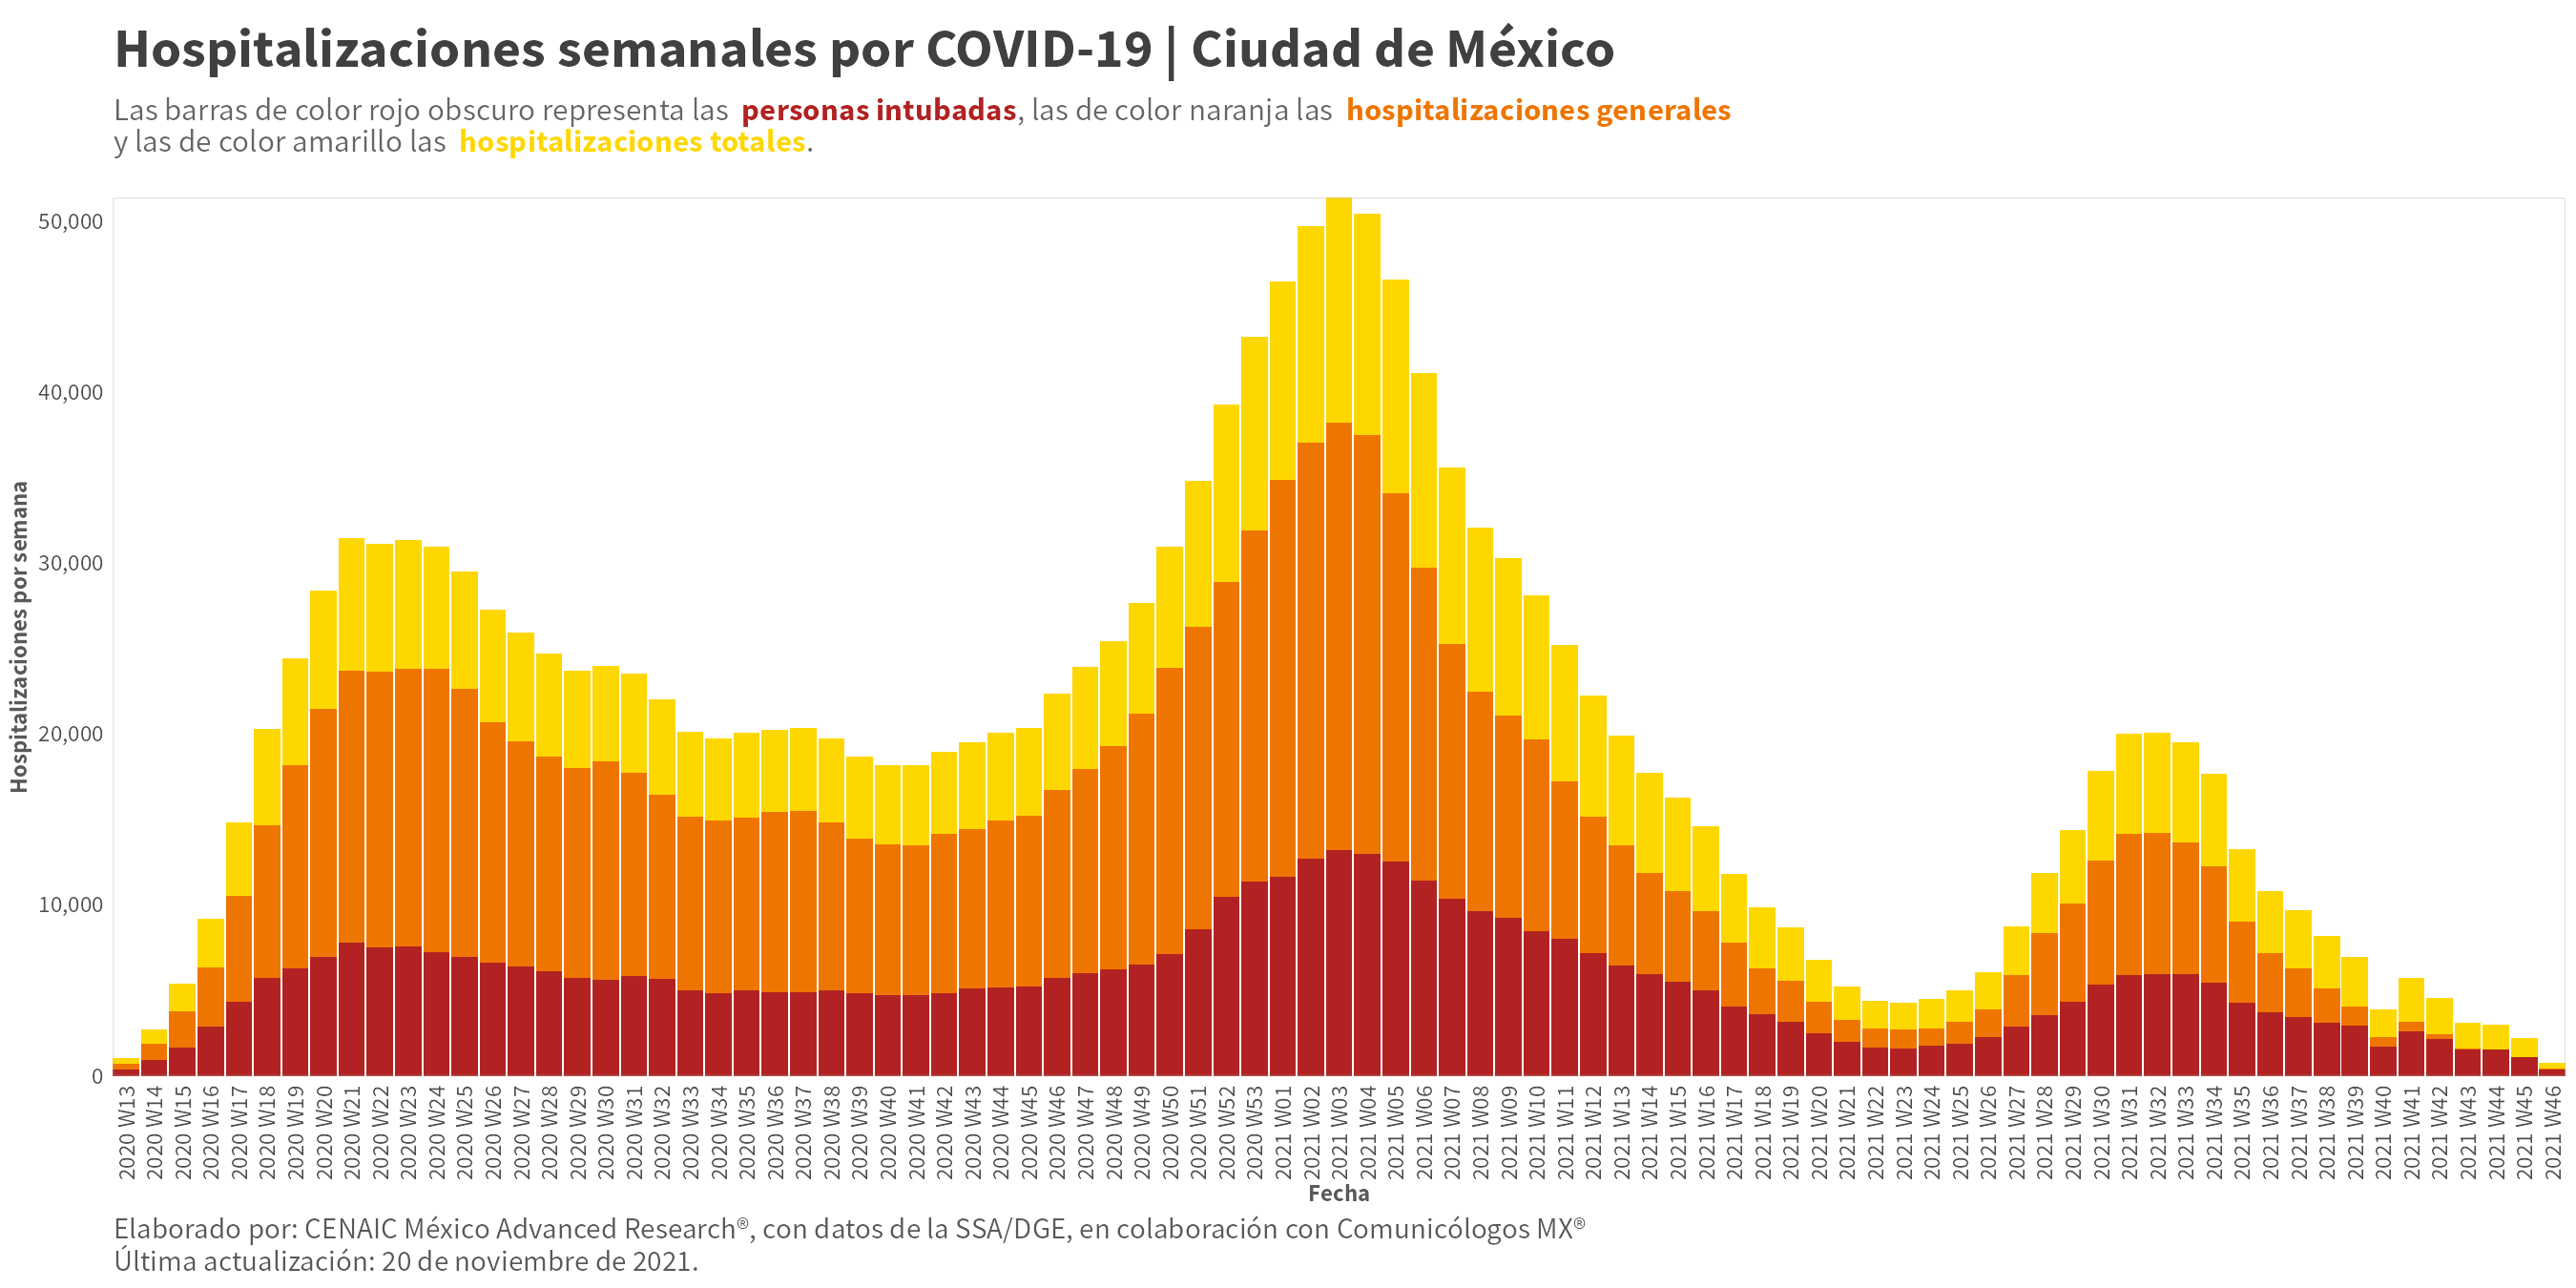 Hospitalizaciones semanales por COVID-19 | Ciudad de México
Las barras de color rojo obscuro representa las personas intubadas, las de color naranja las hospitalizaciones generales
y las de color amarillo las hospitalizaciones totales.
Hospitalizaciones por semana
50,000
40,000
30,000
20,000
10,000
0
2020 W13
2020 W14
2020 W15
2020 W16
2020 W17
2020 W18
2020 W19
2020 W20
2020 W21
2020 W22
2020 W23
2020 W24
2020 W25
2020 W26
2020 W27
2020 W28
2020 W29
2020 W30
2020 W31
2020 W32
2020 W33
2020 W34
2020 W35
2020 W36
2020 W37
2020 W38
2020 W39
2020 W40
2020 W41
2020 W42
2020 W43
2020 W44
2020 W45
2020 W46
2020 W47
2020 W48
2020 W49
2020 W50
2020 W51
2020 W52
2020 W53
2021 W01
2021 W02
2021 W03
2021 W04
2021 W05
2021 W06
2021 W07
2021 W08
2021 W09
2021 W10
2021 W11
2021 W12
2021 W13
2021 W14
2021 W15
2021 W16
2021 W17
2021 W18
2021 W19
2021 W20
2021 W21
2021 W22
2021 W23
2021 W24
2021 W25
2021 W26
2021 W27
2021 W28
2021 W29
2021 W30
2021 W31
2021 W32
2021 W33
2021 W34
2021 W35
2021 W36
2021 W37
2021 W38
2021 W39
2021 W40
2021 W41
2021 W42
2021 W43
2021 W44
2021 W45
2021 W46
Fecha
Elaborado por: CENAIC México Advanced Research®, con datos de la SSA/DGE, en colaboración con Comunicólogos MX®
Última actualización: 20 de noviembre de 2021.